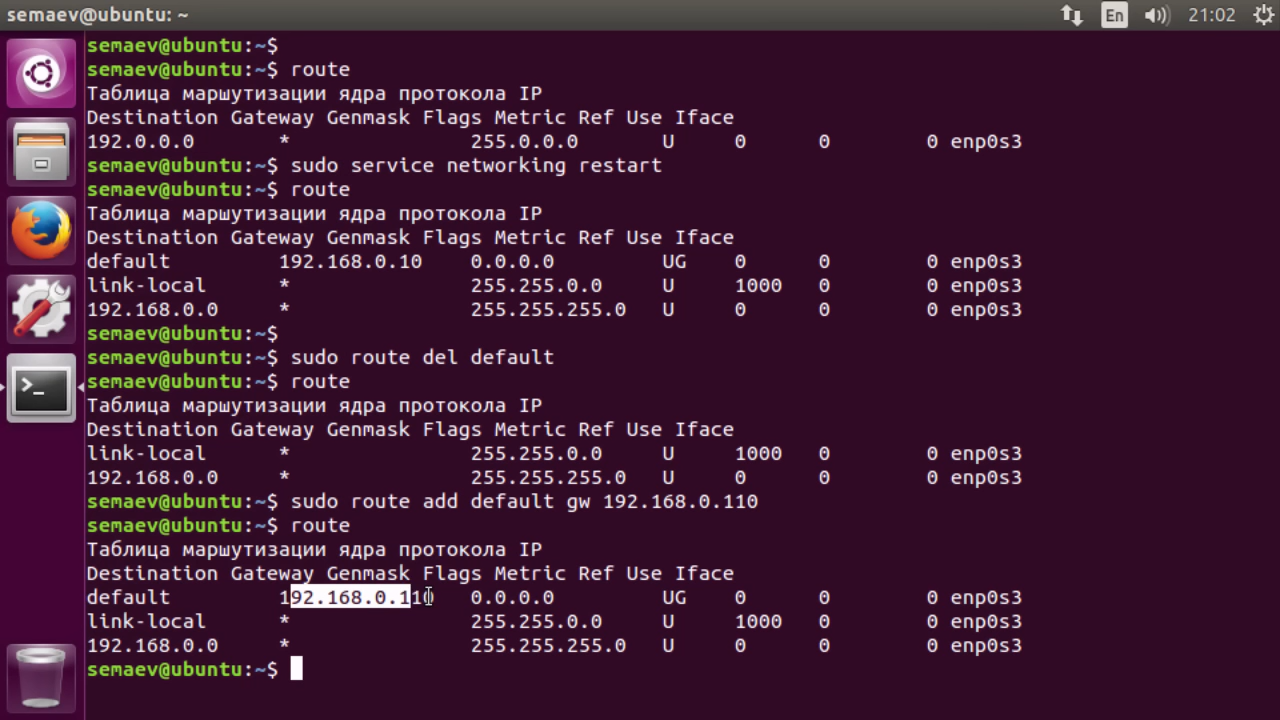 semaev@ubuntu: ~
En
21:02
semaev@ubuntu:~$
semaev@ubuntu:~$ route
Таблица маршутизации ядра протокола IP
Destination Gateway Genmask Flags Metric Ref Use Iface
192.0.0.0 * 255.0.0.0 U 0 0 0 enp0s3
semaev@ubuntu:~$ sudo service networking restart
semaev@ubuntu:~$ route
Таблица маршутизации ядра протокола IP
Destination Gateway Genmask Flags Metric Ref Use Iface
default 192.168.0.10 0.0.0.0 UG 0 0 0 enp0s3
link-local * 255.255.0.0 U 1000 0 0 enp0s3
192.168.0.0 * 255.255.255.0 U 0 0 0 enp0s3
semaev@ubuntu:~$
semaev@ubuntu:~$ sudo route del default
semaev@ubuntu:~$ route
Таблица маршутизации ядра протокола IP
Destination Gateway Genmask Flags Metric Ref Use Iface
link-local * 255.255.0.0 U 1000 0 0 enp0s3
192.168.0.0 * 255.255.255.0 U 0 0 0 enp0s3
semaev@ubuntu:~$ sudo route add default gw 192.168.0.110
semaev@ubuntu:~$ route
Таблица маршутизации ядра протокола IP
Destination Gateway Genmask Flags Metric Ref Use Iface
default 192.168.0.110 0.0.0.0 UG 0 0 0 enp0s3
link-local * 255.255.0.0 U 1000 0 0 enp0s3
192.168.0.0 * 255.255.255.0 U 0 0 0 enp0s3
semaev@ubuntu:~$